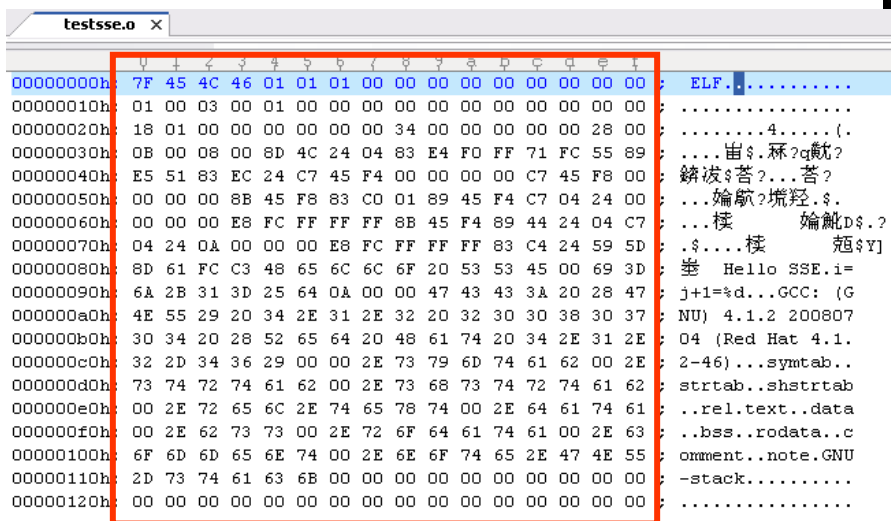 testsse.o ×
0 1 2 3 4 5 6 7 8 9 a b c d e f
00000000h: 7F 45 4C 46 01 01 01 00 00 00 00 00 00 00 00 00 ; ELF............
00000010h: 01 00 03 00 01 00 00 00 00 00 00 00 00 00 00 00 ; ................
00000020h: 18 01 00 00 00 00 00 00 34 00 00 00 00 00 28 00 ; ........4.....(.
00000030h: 0B 00 08 00 8D 4C 24 04 83 E4 F0 FF 71 FC 55 89 ; ....峀$.冧?q黆?
00000040h: E5 51 83 EC 24 C7 45 F4 00 00 00 00 C7 45 F8 00 ;
00000050h: 00 00 00 8B 45 F8 83 C0 01 89 45 F4 C7 04 24 00 ;
00000060h: 00 00 00 E8 FC FF FF FF 8B 45 F4 89 44 24 04 C7 ;
00000070h: 04 24 0A 00 00 00 E8 FC FF FF FF 83 C4 24 59 5D ;
00000080h: 8D 61 FC C3 48 65 6C 6C 6F 20 53 53 45 00 69 3D ; Hello SSE.i=
00000090h: 6A 2B 31 3D 25 64 0A 00 00 47 43 43 3A 20 28 47 ; j+1=%d...GCC: (G
000000a0h: 4E 55 29 20 34 2E 31 2E 32 20 32 30 30 38 30 37 ; NU) 4.1.2 200807
000000b0h: 30 34 20 28 52 65 64 20 48 61 74 20 34 2E 31 2E ; 04 (Red Hat 4.1.
000000c0h: 32 2D 34 36 29 00 00 2E 73 79 6D 74 61 62 00 2E ; 2-46)...symtab..
000000d0h: 73 74 72 74 61 62 00 2E 73 68 73 74 72 74 61 62 ; strtab..shstrtab
000000e0h: 00 2E 72 65 6C 2E 74 65 78 74 00 2E 64 61 74 61 ; ..rel.text..data
000000f0h: 00 2E 62 73 73 00 2E 72 6F 64 61 74 61 00 2E 63 ; ..bss..rodata..c
00000100h: 6F 6D 6D 65 6E 74 00 2E 6E 6F 74 65 2E 47 4E 55 ; omment..note.GNU
00000110h: 2D 73 74 61 63 6B 00 00 00 00 00 00 00 00 00 00 ; -stack..........
00000120h: 00 00 00 00 00 00 00 00 00 00 00 00 00 00 00 00 ; ................